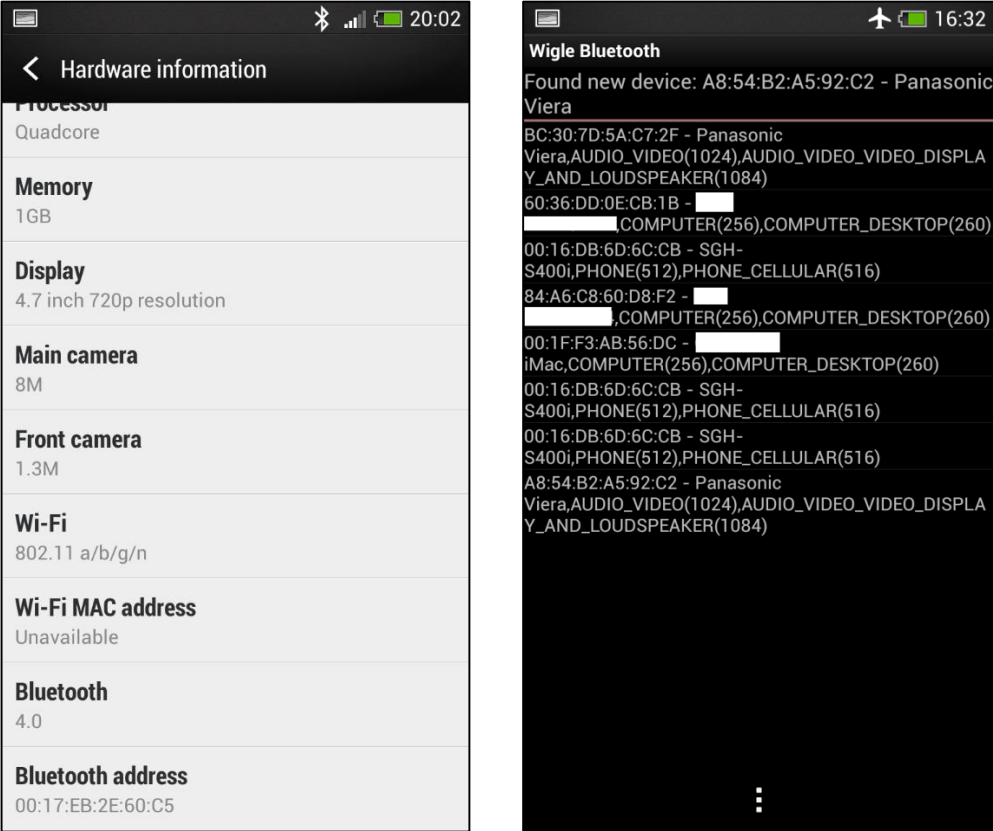 20:02
Hardware information
Processor
Quadcore
Memory
1GB
Display
4.7 inch 720p resolution
Main camera
8M
Front camera
1.3M
Wi-Fi
802.11 a/b/g/n
Wi-Fi MAC address
Unavailable
Bluetooth
4.0
Bluetooth address
00:17:EB:2E:60:C5
16:32
Wigle Bluetooth
Found new device: A8:54:B2:A5:92:C2 - Panasonic
Viera
BC:30:7D:5A:C7:2F - Panasonic
Viera,AUDIO_VIDEO(1024),AUDIO_VIDEO_VIDEO_DISPLA
Y_AND_LOUDSPEAKER(1084)
60:36:DD:0E:CB:1B -
,COMPUTER(256),COMPUTER_DESKTOP(260)
00:16:DB:6D:6C:CB - SGH-
S400i,PHONE(512),PHONE_CELLULAR(516)
84:A6:C8:60:D8:F2 -
,COMPUTER(256),COMPUTER_DESKTOP(260)
00:1F:F3:AB:56:DC -
iMac,COMPUTER(256),COMPUTER_DESKTOP(260)
00:16:DB:6D:6C:CB - SGH-
S400i,PHONE(512),PHONE_CELLULAR(516)
00:16:DB:6D:6C:CB - SGH-
S400i,PHONE(512),PHONE_CELLULAR(516)
A8:54:B2:A5:92:C2 - Panasonic
Viera,AUDIO_VIDEO(1024),AUDIO_VIDEO_VIDEO_DISPLA
Y_AND_LOUDSPEAKER(1084)